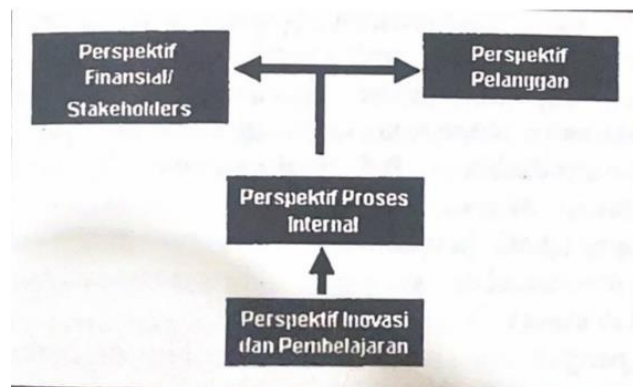 Perspektif
Finansial/
Stakeholders
Perspektif
Pelanggan
Perspektif Proses
Internal
Perspektif Inovasi
dan Pembelajaran